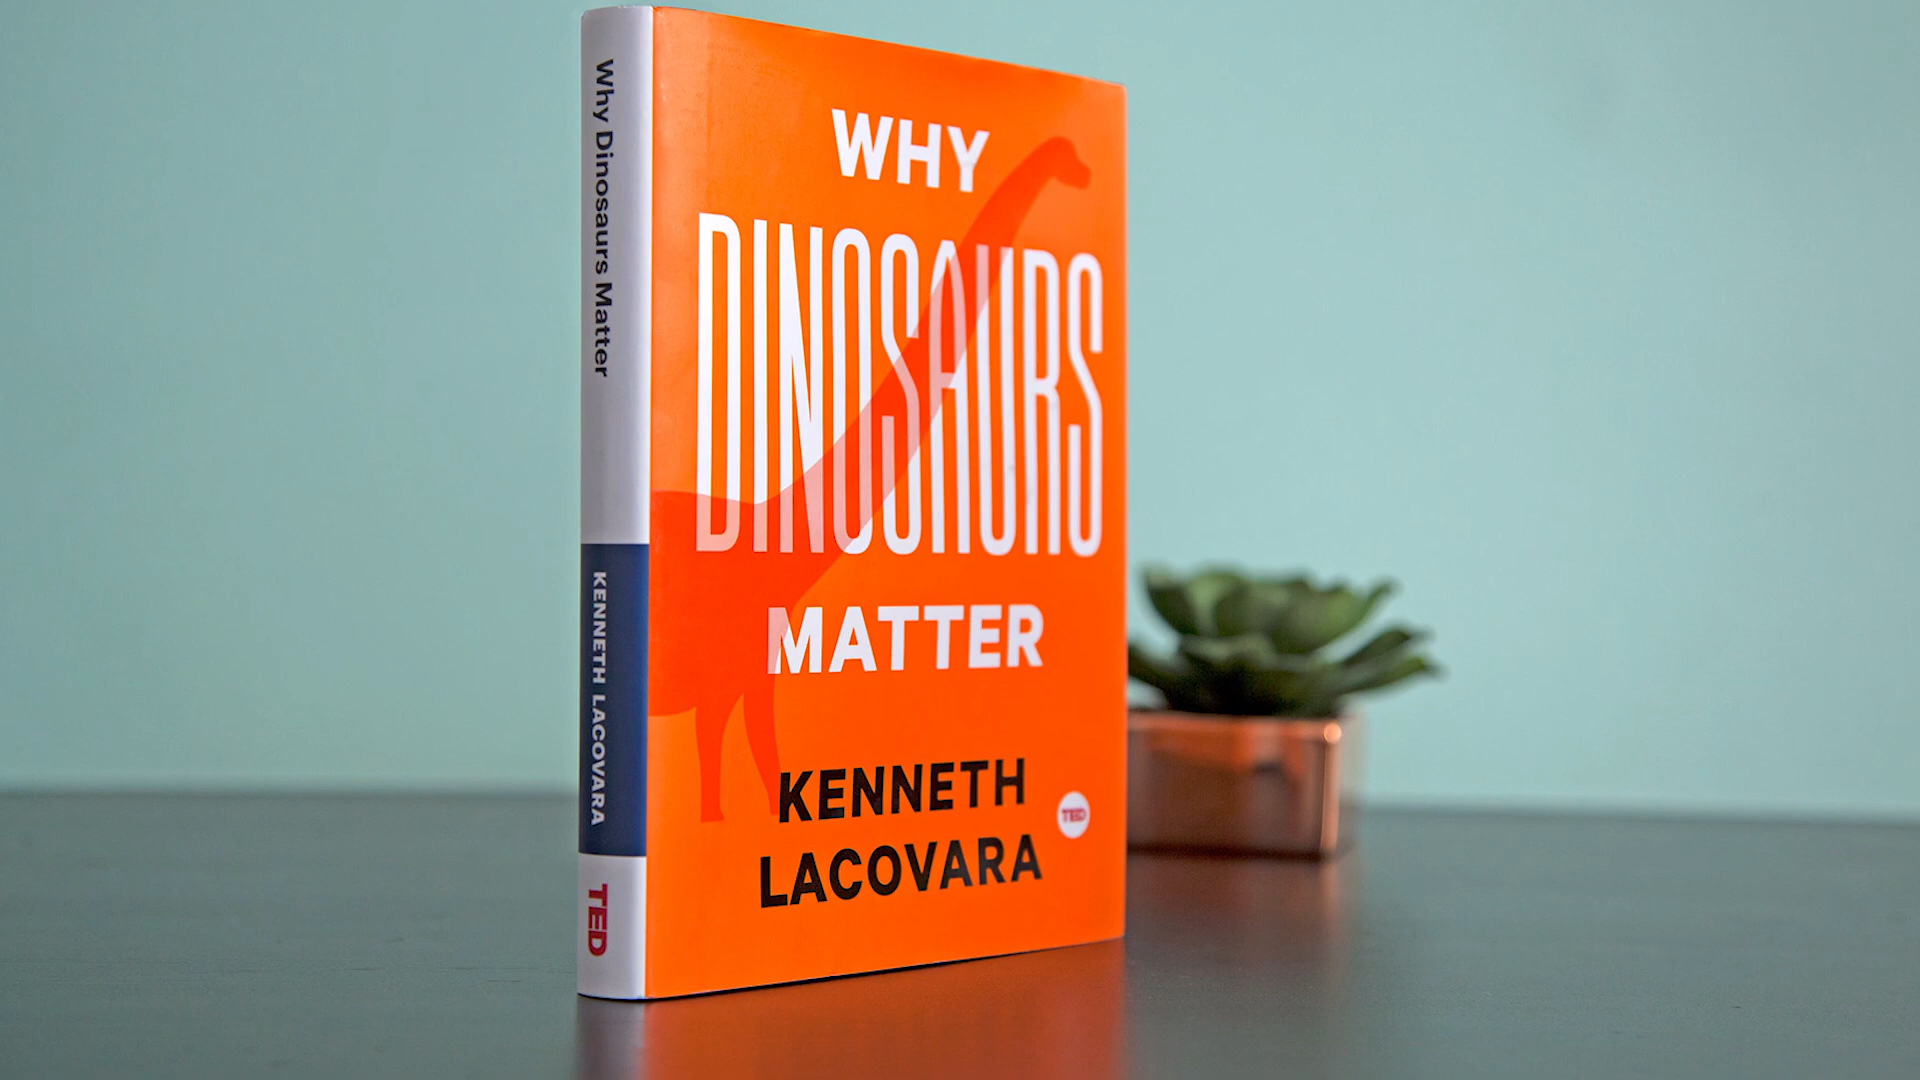 Why Dinosaurs Matter
KENNETH LACOVARA
TED
WHY
DINOSAURS
MATTER
KENNETH
LACOVARA
TED